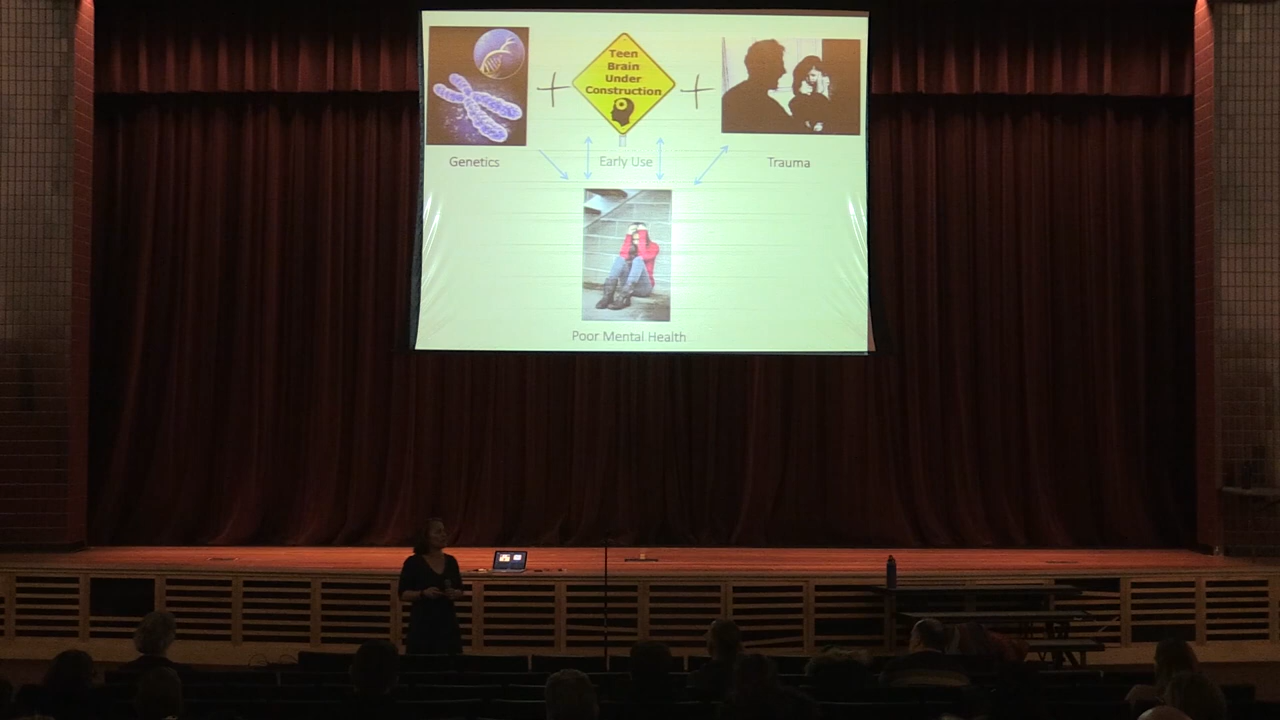 Teen
Brain
Under
Construction
+
+
Genetics
Early Use
Trauma
Poor Mental Health